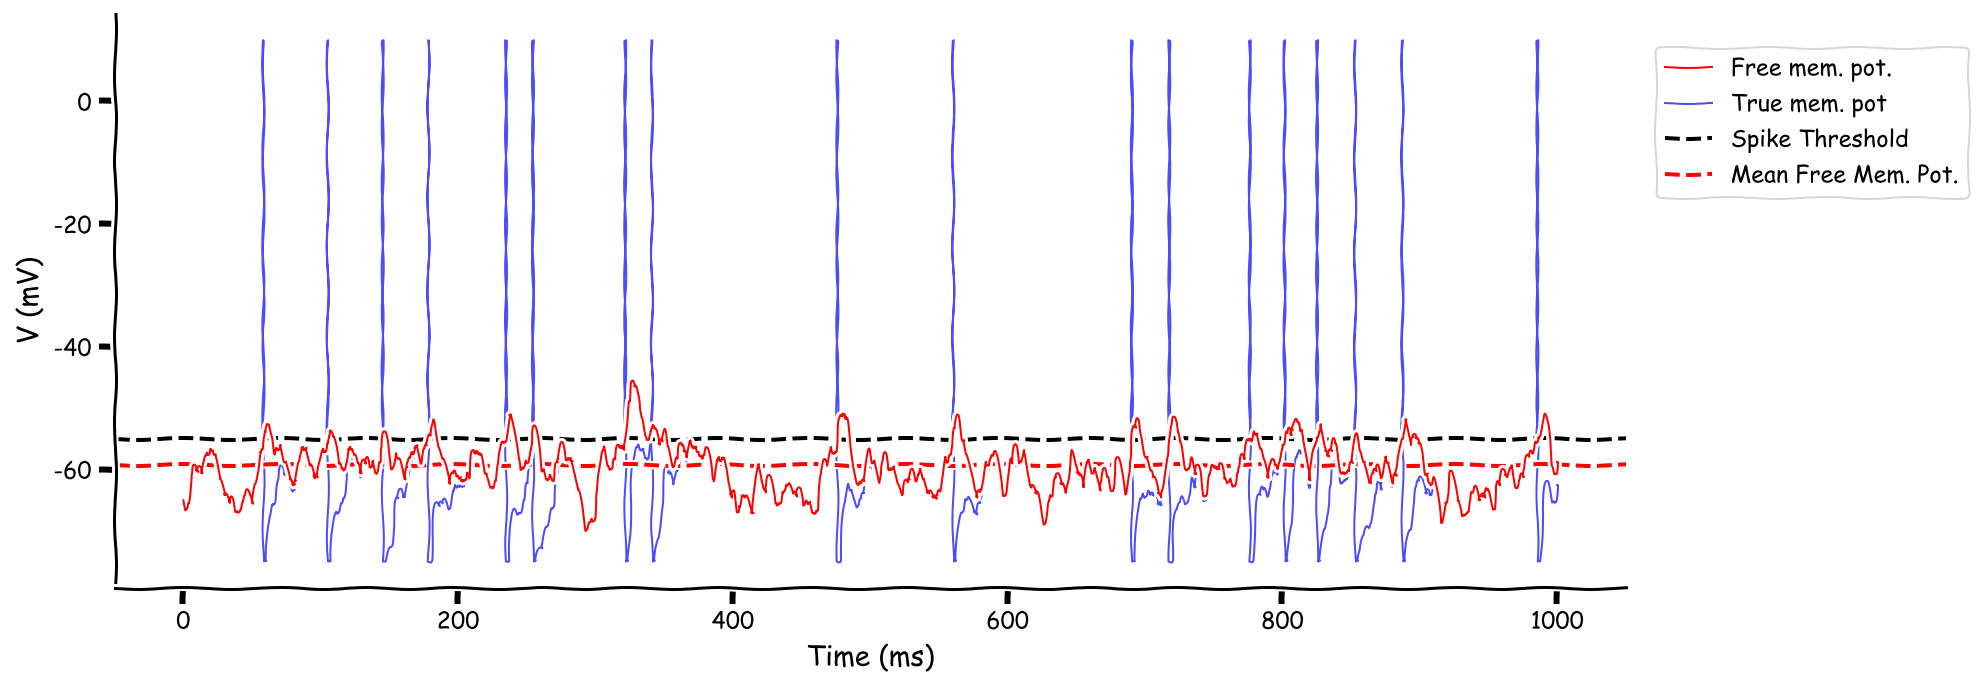 0
-20
-40
-60
V (mV)
0
200
400
600
800
1000
Time (ms)
Free mem. pot.
True mem. pot
Spike Threshold
Mean Free Mem. Pot.